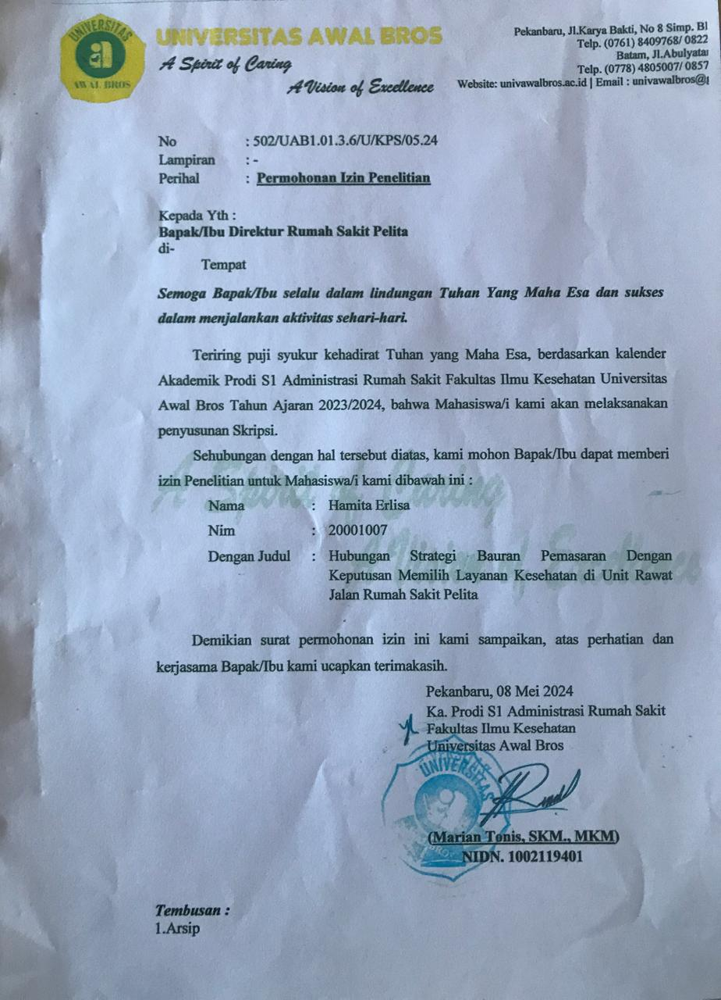 UNIVERSITAS
AWAL BROS
UNIVERSITAS AWAL BROS
A Spirit of Caring
A Vision of Excellence
Pekanbaru, Jl.Karya Bakti, No 8 Simp. Bl
Telp. (0761) 8409768/ 0822
Batam, Jl.Abulyata
Telp. (0778) 4805007/ 0857
Website: univawalbros.ac.id | Email : univawalbros@
No : 502/UAB1.01.3.6/U/KPS/05.24
Lampiran : -
Perihal : Permohonan Izin Penelitian
Kepada Yth :
Bapak/Ibu Direktur Rumah Sakit Pelita
di-
Tempat
Semoga Bapak/Ibu selalu dalam lindungan Tuhan Yang Maha Esa dan sukses
dalam menjalankan aktivitas sehari-hari.
Teriring puji syukur kehadirat Tuhan yang Maha Esa, berdasarkan kalender
Akademik Prodi S1 Administrasi Rumah Sakit Fakultas Ilmu Kesehatan Universitas
Awal Bros Tahun Ajaran 2023/2024, bahwa Mahasiswa/i kami akan melaksanakan
penyusunan Skripsi.
Sehubungan dengan hal tersebut diatas, kami mohon Bapak/Ibu dapat memberi
izin Penelitian untuk Mahasiswa/i kami dibawah ini :
A Spirit of Caring
A Vision of Excellence
Nama : Hamita Erlisa
Nim : 20001007
Dengan Judul : Hubungan Strategi Bauran Pemasaran Dengan
Keputusan Memilih Layanan Kesehatan di Unit Rawat
Jalan Rumah Sakit Pelita
Demikian surat permohonan izin ini kami sampaikan, atas perhatian dan
kerjasama Bapak/Ibu kami ucapkan terimakasih.
Pekanbaru, 08 Mei 2024
Ka. Prodi S1 Administrasi Rumah Sakit
Fakultas Ilmu Kesehatan
Universitas Awal Bros
UNIVERSITAS
BROS
(Marian Tonis, SKM., MKM)
NIDN. 1002119401
Tembusan :
1.Arsip